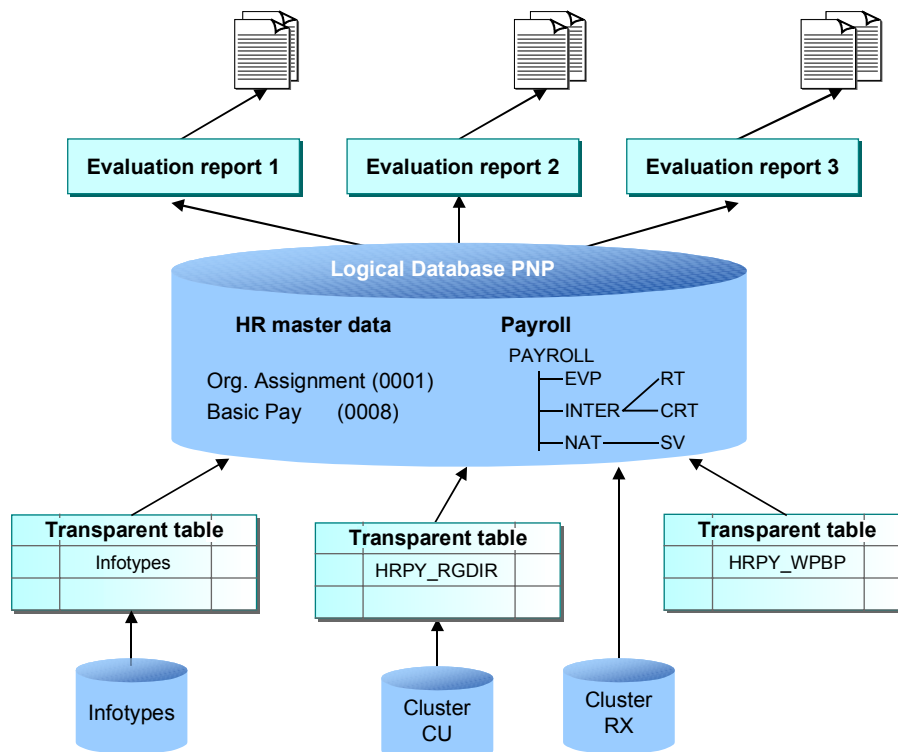 Evaluation report 1
Evaluation report 2
Evaluation report 3
Logical Database PNP
HR master data
Payroll
PAYROLL
Org. Assignment (0001)
Basic Pay (0008)
EVP
RT
INTER
CRT
NAT
SV
Transparent table
Infotypes
Transparent table
HRPY_RGDIR
Transparent table
HRPY_WPBP
Infotypes
Cluster
CU
Cluster
RX